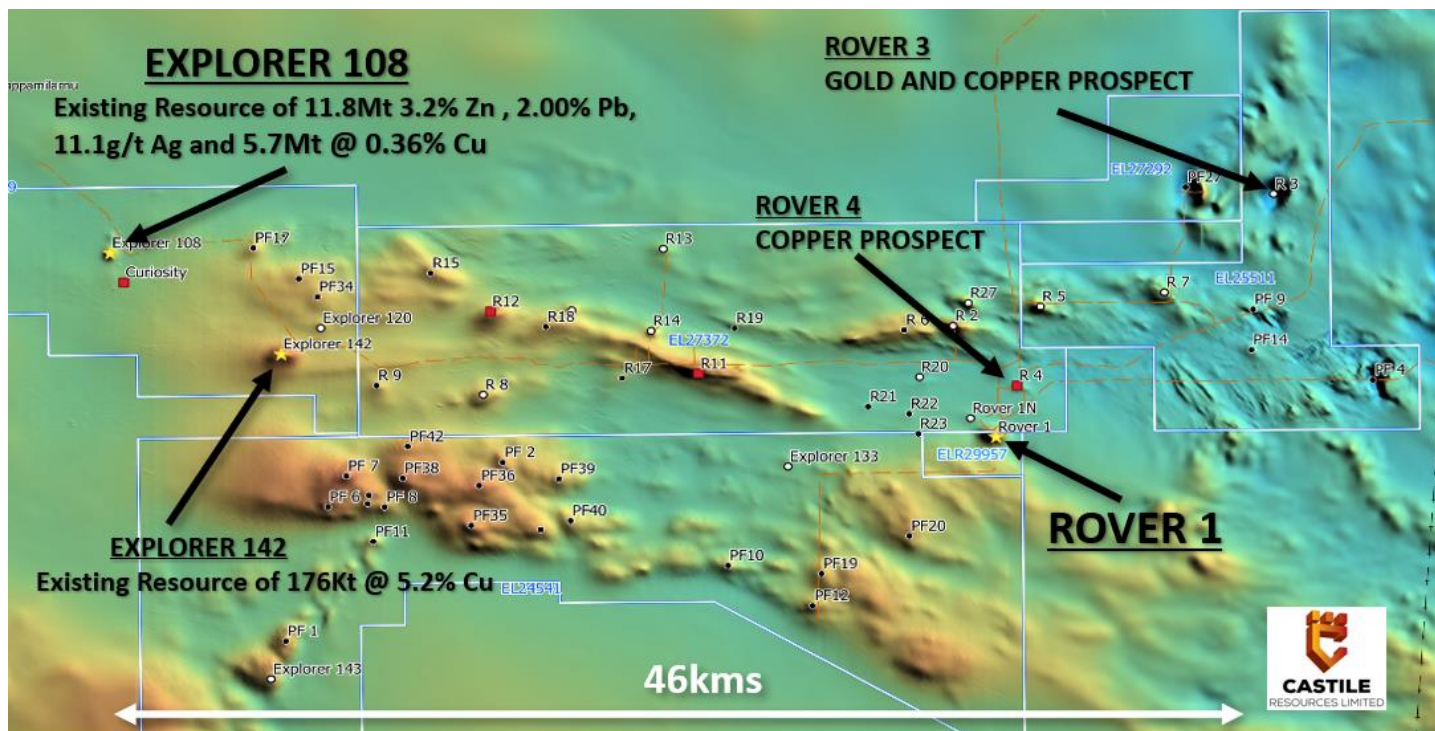 EXPLORER 108
Existing Resource of 11.8Mt 3.2% Zn , 2.00% Pb,
11.1g/t Ag and 5.7Mt @ 0.36% Cu
ROVER 3
GOLD AND COPPER PROSPECT
ROVER 4
COPPER PROSPECT
9
EL27292
PF27
R 3
Explorer 108
Curiosity
PF17
PF15
PF34
Explorer 120
Explorer 142
R15
R12
R18
R13
R14
EL27372
R19
R11
R17
R 9
R 8
R 6
R 2
R27
R 5
R 7
EL25511
PF 9
PF14
PF 4
R20
R 4
R21
R22
R23
Rover 1N
Rover 1
ELR29957
PF42
PF 7
PF38
PF 2
PF36
PF39
PF 6
PF 8
PF35
PF40
PF11
Explorer 133
PF20
PF10
PF19
PF12
ROVER 1
EXPLORER 142
Existing Resource of 176Kt @ 5.2% Cu
EL24541
PF 1
Explorer 143
46kms
CASTILE
RESOURCES LIMITED